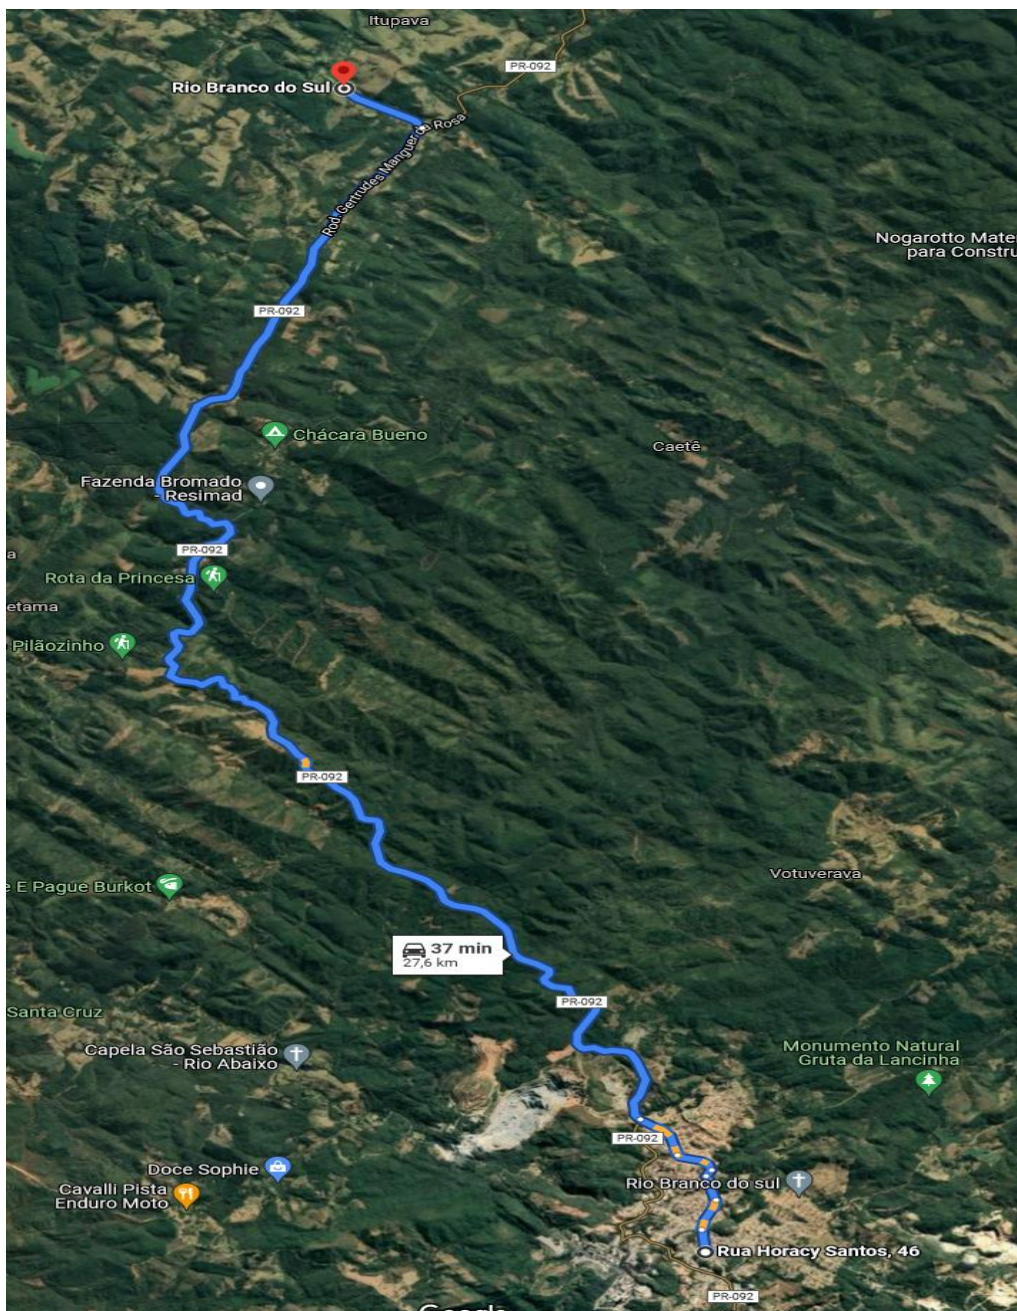 Itupava
PR-092
Rio Branco do Sul
Rod. Gertrudes Manguer da Rosa
Nogarotto Mate
para Constru
PR-092
Chácara Bueno
Caetê
Fazenda Bromado
- Resimad
PR-092
a
Rota da Princesa
etama
Pilãozinho
PR-092
Votuverava
e E Pague Burkot
37 min
27,6 km
PR-092
Santa Cruz
Capela São Sebastião
- Rio Abaixo
Monumento Natural
Gruta da Lancinha
PR-092
Doce Sophie
Rio Branco do sul
Cavalli Pista
Enduro Moto
Rua Horacy Santos, 46
PR-092
Google